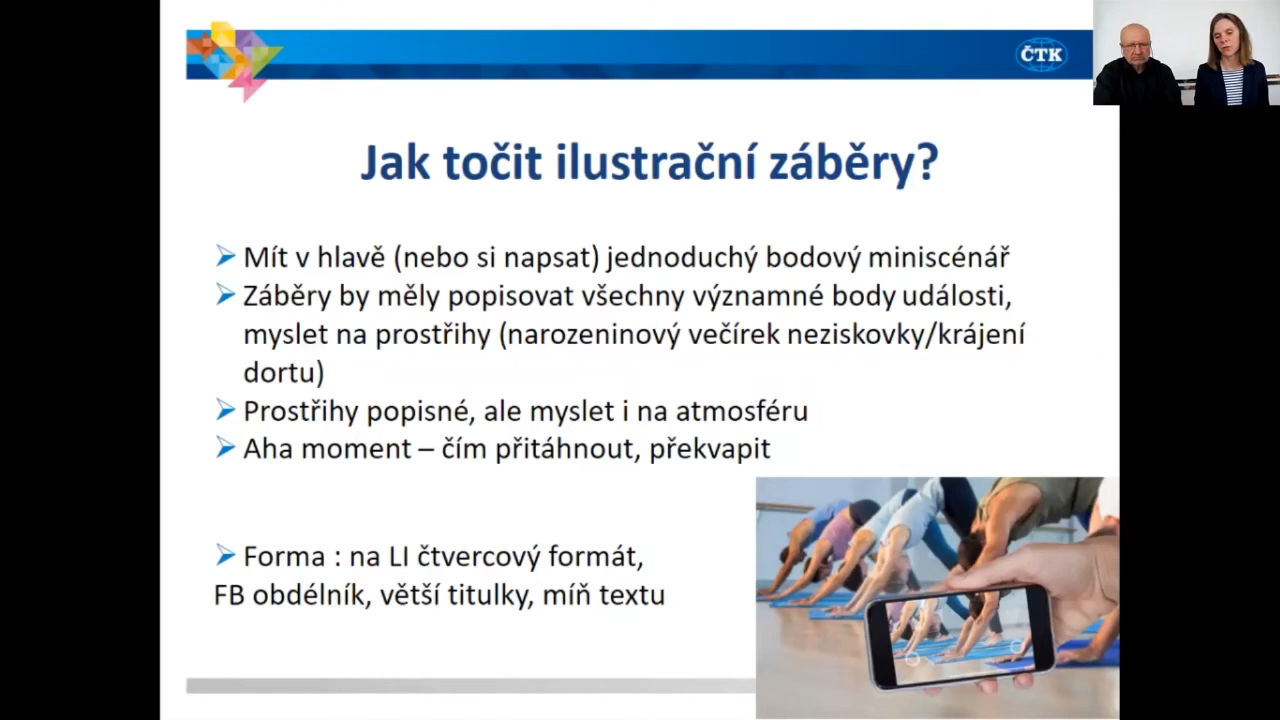 ČTK
Jak točit ilustrační záběry?
Mít v hlavě (nebo si napsat) jednoduchý bodový miniscénář
Záběry by měly popisovat všechny významné body události,
myslet na prostřihy (narozeninový večírek neziskovky/krájení
dortu)
Prostřihy popisné, ale myslet i na atmosféru
Aha moment – čím přitáhnout, překvapit
Forma : na LI čtvercový formát,
FB obdélník, větší titulky, míň textu